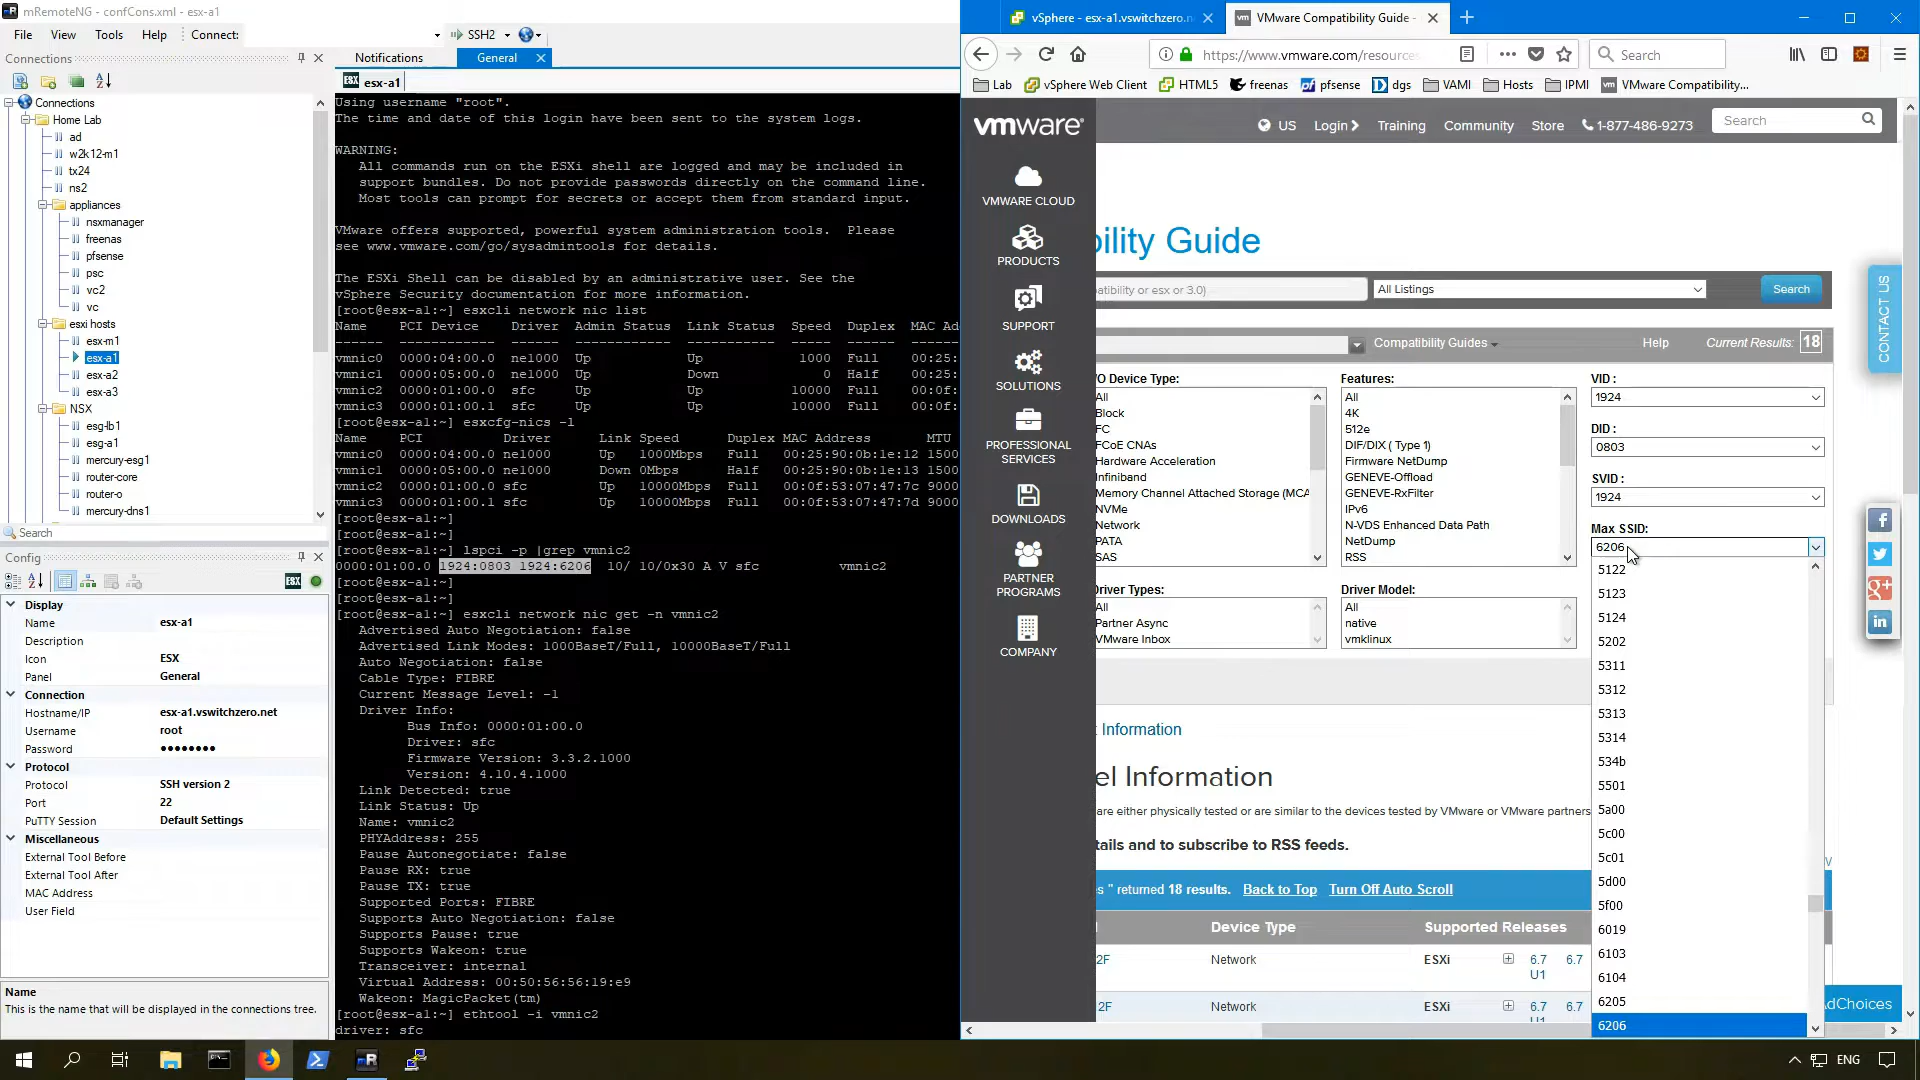 mRemoteNG - confCons.xml - esx-a1
File View Tools Help Connect: SSH2
Connections
Connections
Home Lab
ad
w2k12-m1
tx24
ns2
appliances
nsxmanager
freenas
pfsense
psc
vc2
vc
esxi hosts
esx-m1
esx-a1
esx-a2
esx-a3
NSX
esg-lb1
esg-a1
mercury-esg1
router-core
router-o
mercury-dns1
Search
Config
Display
Name esx-a1
Description
Icon ESX
Panel General
Connection
Hostname/IP esx-a1.vswitchzero.net
Username root
Password ●●●●●●●●
Protocol
Protocol SSH version 2
Port 22
PuTTY Session Default Settings
Miscellaneous
External Tool Before
External Tool After
MAC Address
User Field
Name
This is the name that will be displayed in the connections tree.
Notifications General
esx-a1
Using username "root".
The time and date of this login have been sent to the system logs.
WARNING:
All commands run on the ESXi shell are logged and may be included in
support bundles. Do not provide passwords directly on the command line.
Most tools can prompt for secrets or accept them from standard input.
VMware offers supported, powerful system administration tools. Please
see www.vmware.com/go/sysadmintools for details.
The ESXi Shell can be disabled by an administrative user. See the
vSphere Security documentation for more information.
[root@esx-a1:~] esxcli network nic list
Name PCI Device Driver Admin Status Link Status Speed Duplex MAC Ad
vmnic0 0000:04:00.0 ne1000 Up Up 1000 Full 00:25:
vmnic1 0000:05:00.0 ne1000 Up Down 0 Half 00:25:
vmnic2 0000:01:00.0 sfc Up Up 10000 Full 00:0f:
vmnic3 0000:01:00.1 sfc Up Up 10000 Full 00:0f:
[root@esx-a1:~] esxcfg-nics -l
Name PCI Driver Link Speed Duplex MAC Address MTU
vmnic0 0000:04:00.0 ne1000 Up 1000Mbps Full 00:25:90:0b:1e:12 1500
vmnic1 0000:05:00.0 ne1000 Down 0Mbps Half 00:25:90:0b:1e:13 1500
vmnic2 0000:01:00.0 sfc Up 10000Mbps Full 00:0f:53:07:47:7c 9000
vmnic3 0000:01:00.1 sfc Up 10000Mbps Full 00:0f:53:07:47:7d 9000
[root@esx-a1:~]
[root@esx-a1:~]
[root@esx-a1:~] lspci -p |grep vmnic2
0000:01:00.0 1924:0803 1924:6206 10/ 10/0x30 A V sfc vmnic2
[root@esx-a1:~]
[root@esx-a1:~]
[root@esx-a1:~] esxcli network nic get -n vmnic2
Advertised Auto Negotiation: false
Advertised Link Modes: 1000BaseT/Full, 10000BaseT/Full
Auto Negotiation: false
Cable Type: FIBRE
Current Message Level: -1
Driver Info:
Bus Info: 0000:01:00.0
Driver: sfc
Firmware Version: 3.3.2.1000
Version: 4.10.4.1000
Link Detected: true
Link Status: Up
Name: vmnic2
PHYAddress: 255
Pause Autonegotiate: false
Pause RX: true
Pause TX: true
Supported Ports: FIBRE
Supports Auto Negotiation: false
Supports Pause: true
Supports Wakeon: true
Transceiver: internal
Virtual Address: 00:50:56:56:19:e9
Wakeon: MagicPacket(tm)
[root@esx-a1:~] ethtool -i vmnic2
driver: sfc
vSphere - esx-a1.vswitchzero.n
VMware Compatibility Guide -
https://www.vmware.com/resource
Search
Lab vSphere Web Client HTML5 freenas pfsense dgs VAMI Hosts IPMI VMware Compatibility...
vmware
US Login Training Community Store 1-877-486-9273 Search
VMWARE CLOUD
PRODUCTS
SUPPORT
SOLUTIONS
PROFESSIONAL
SERVICES
DOWNLOADS
PARTNER
PROGRAMS
COMPANY
bility Guide
atibility or esx or 3.0) All Listings Search
Compatibility Guides Help Current Results: 18
/O Device Type:
All
Block
FC
FCoE CNAs
Hardware Acceleration
Infiniband
Memory Channel Attached Storage (MCA
NVMe
Network
PATA
SAS
Features:
All
4K
512e
DIF/DIX ( Type 1)
Firmware NetDump
GENEVE-Offload
GENEVE-RxFilter
IPv6
N-VDS Enhanced Data Path
NetDump
RSS
VID :
1924
DID :
0803
SVID :
1924
Max SSID:
6206
5122
5123
5124
5202
5311
5312
5313
5314
534b
5501
5a00
5c00
5c01
5d00
5f00
6019
6103
6104
6205
6206
Driver Types:
All
Partner Async
VMware Inbox
Driver Model:
All
native
vmklinux
t Information
el Information
are either physically tested or are similar to the devices tested by VMware or VMware partners
tails and to subscribe to RSS feeds.
es " returned 18 results. Back to Top Turn Off Auto Scroll
Device Type Supported Releases
2F Network ESXi 6.7 U1 6.7
2F Network ESXi 6.7 U1 6.7
CONTACT US
AdChoices
ENG